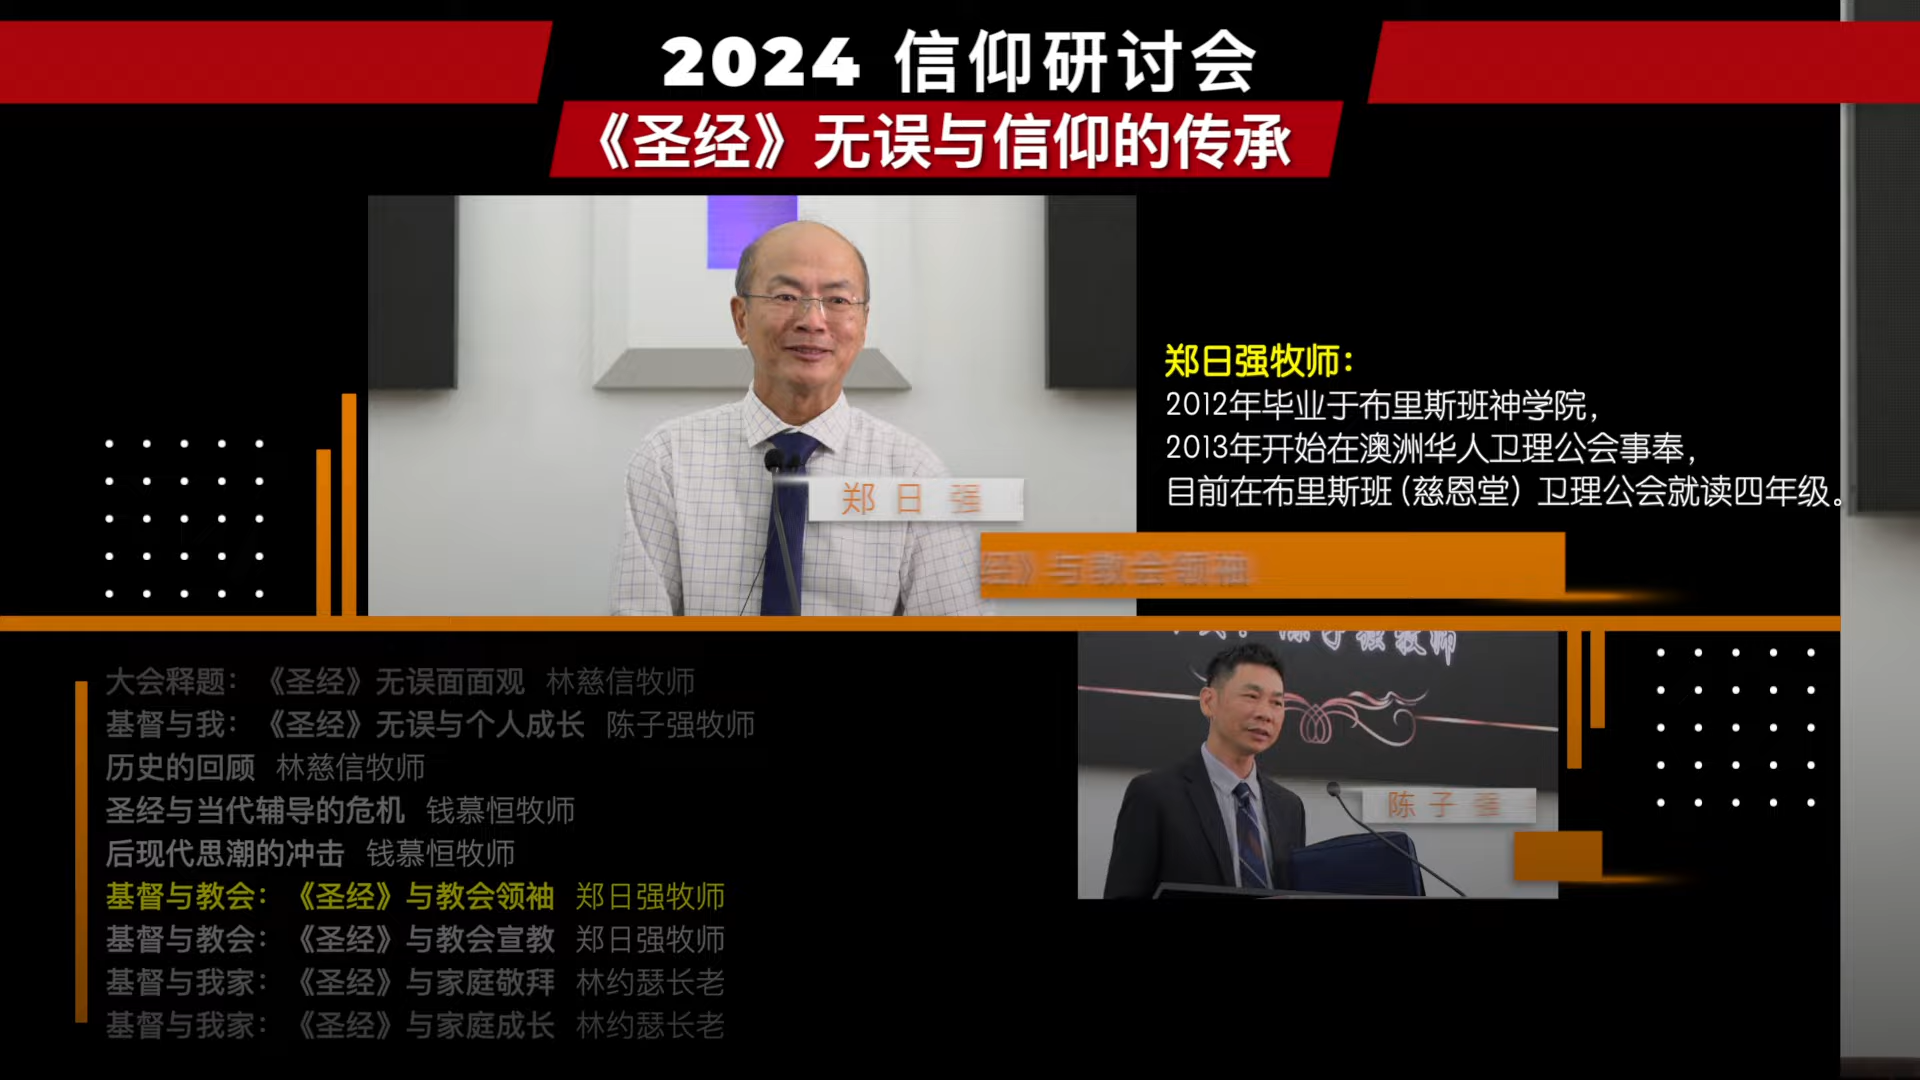 2024 信仰研讨会
《圣经》无误与信仰的传承
郑日强牧师：
2012年毕业于布里斯班神学院，
2013年开始在澳洲华人卫理公会事奉，
目前在布里斯班（慈恩堂）卫理公会就读四年级。
郑日强
经》与教会领袖
大会释题：《圣经》无误面面观 林慈信牧师
基督与我：《圣经》无误与个人成长 陈子强牧师
历史的回顾 林慈信牧师
圣经与当代辅导的危机 钱慕恒牧师
后现代思潮的冲击 钱慕恒牧师
基督与教会：《圣经》与教会领袖 郑日强牧师
基督与教会：《圣经》与教会宣教 郑日强牧师
基督与我家：《圣经》与家庭敬拜 林约瑟长老
基督与我家：《圣经》与家庭成长 林约瑟长老
陈子强